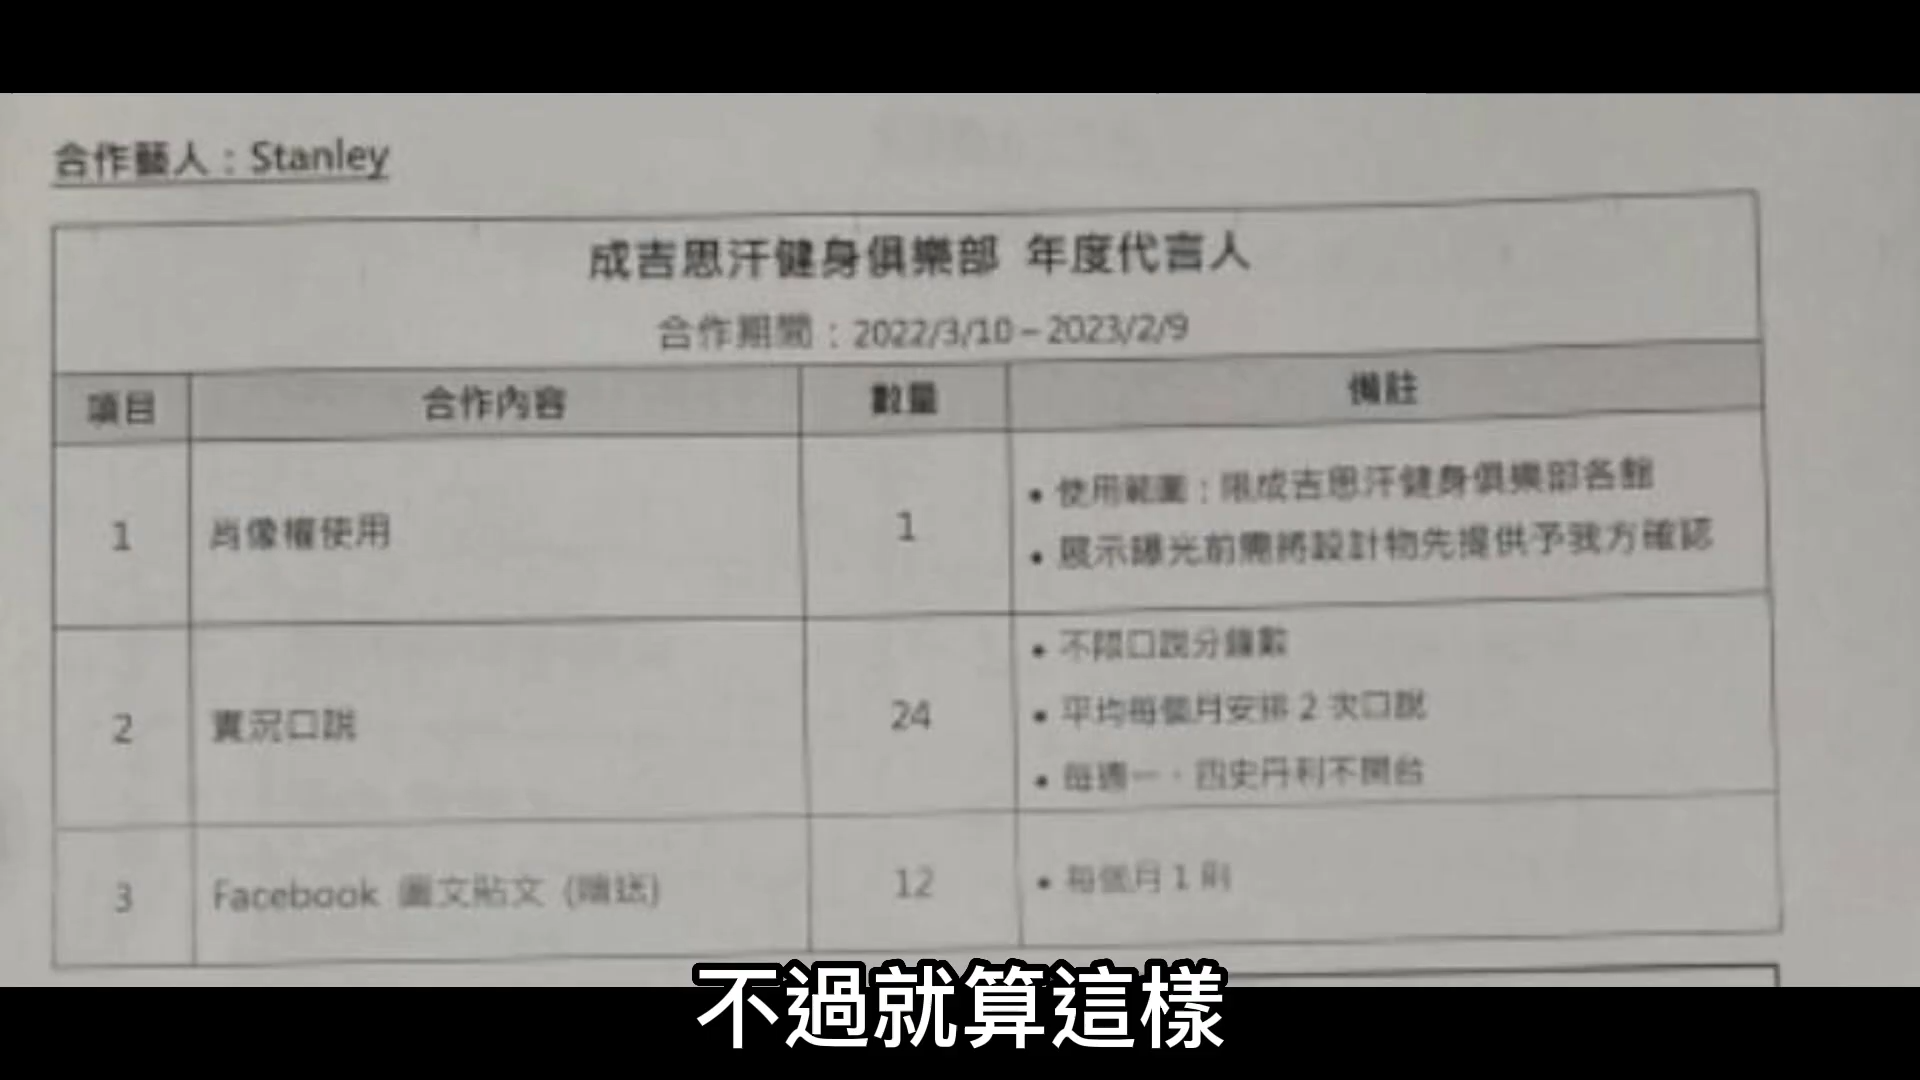 合作藝人：Stanley
成吉思汗健身俱樂部 年度代言人
合作期間：2022/3/10－2023/2/9
項目 合作內容 數量 備註
1 肖像權使用 1
• 使用範圍：限成吉思汗健身俱樂部各館
• 展示曝光前需將設計物先提供予我方確認
2 實況口說 24
• 不限口說分鐘數
• 平均每個月安排 2 次口說
• 每週一、四史丹利不開台
3 Facebook 圖文貼文 (贈送) 12
• 每個月 1 則
不過就算這樣